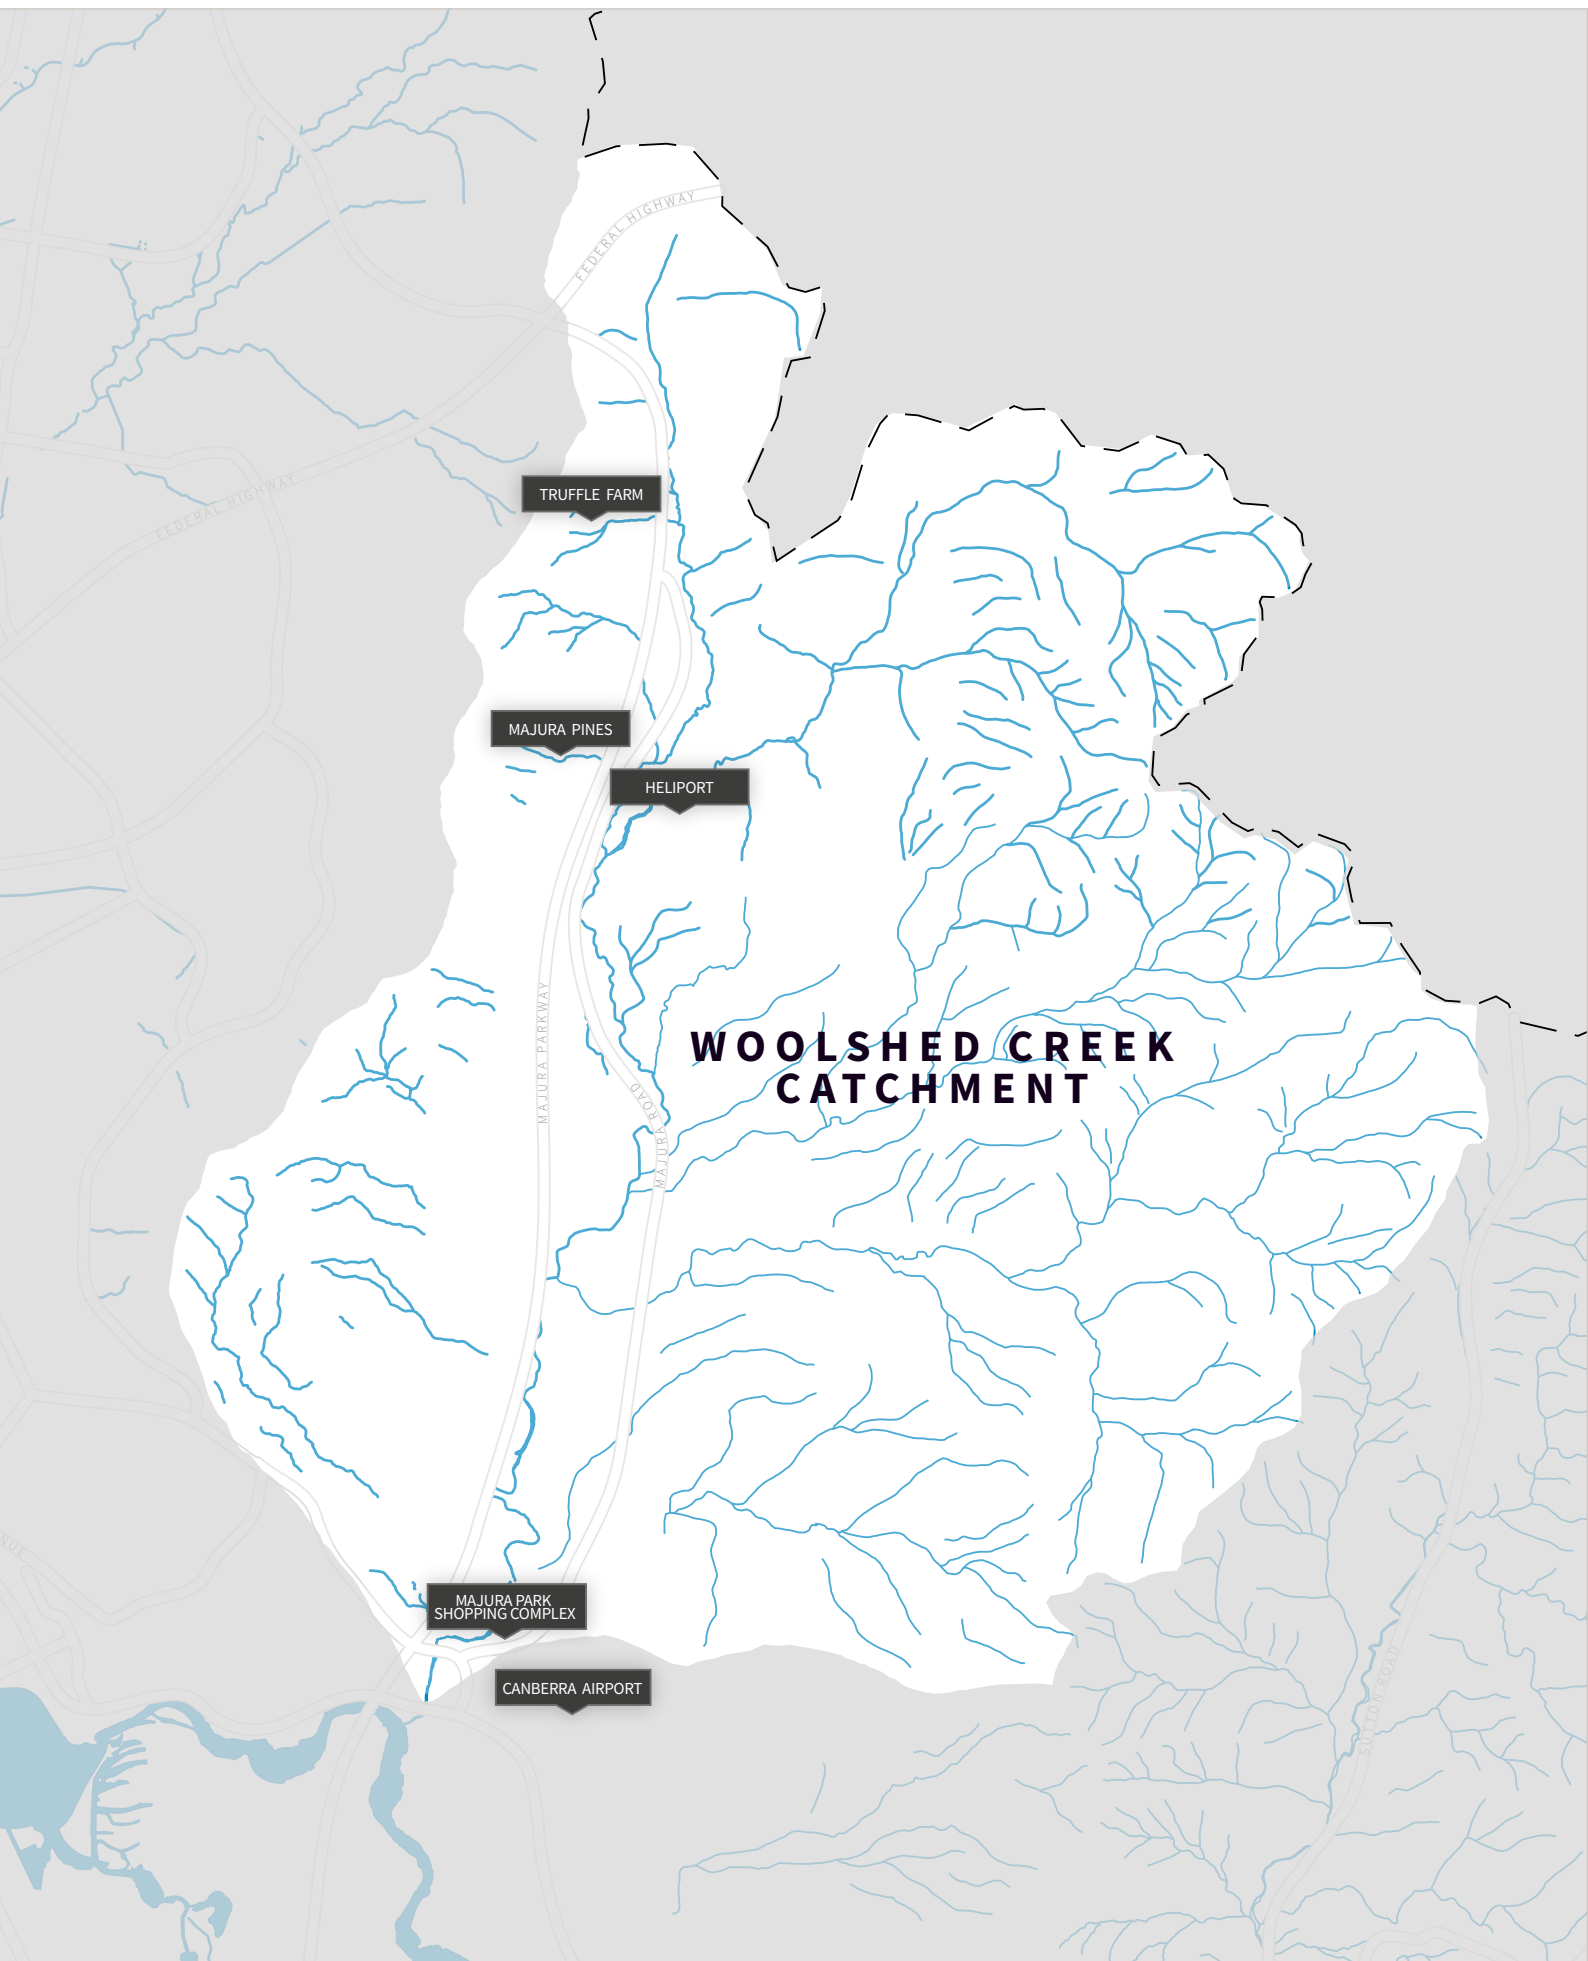 FEDERAL HIGHWAY
FEDERAL HIGHWAY
TRUFFLE FARM
MAJURA PINES
HELIPORT
MAJURA PARKWAY
WOOLSHED CREEK
CATCHMENT
MAJURA ROAD
NUE
MAJURA PARK
SHOPPING COMPLEX
CANBERRA AIRPORT
SUTTON ROAD